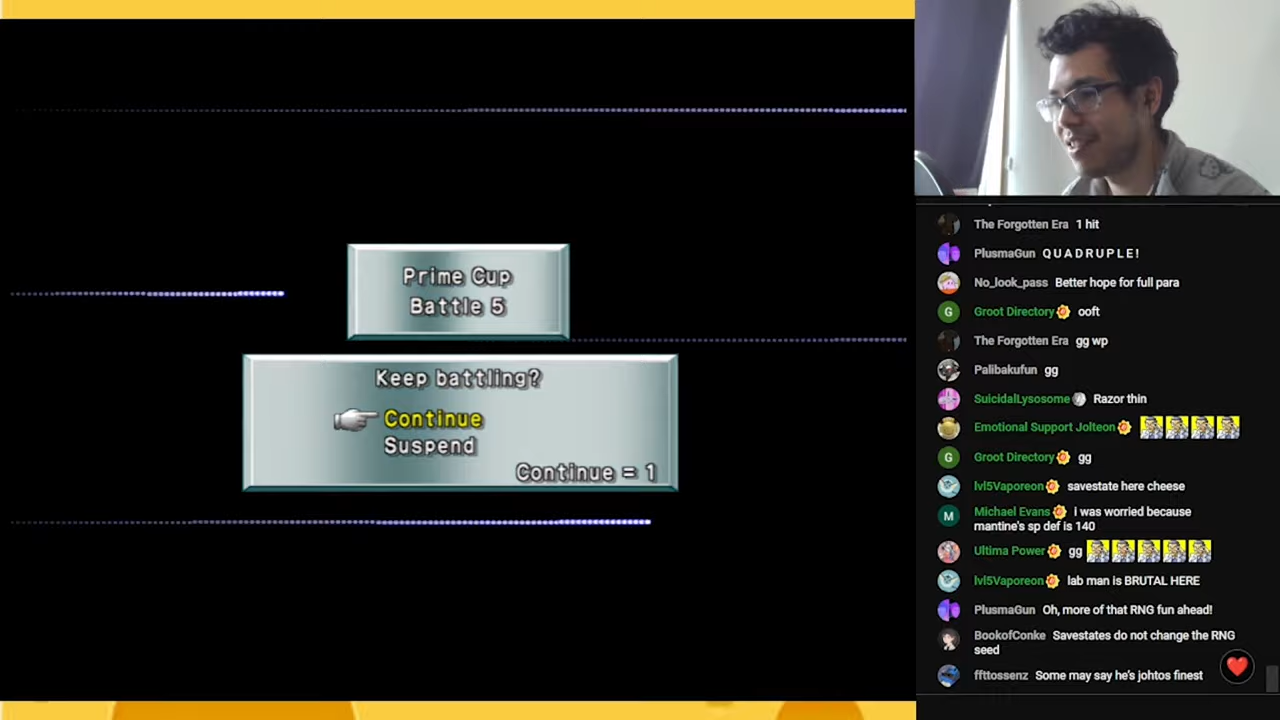 Prime Cup
Battle 5
Keep battling?
Continue
Suspend
Continue = 1
The Forgotten Era 1 hit
PlusmaGun Q U A D R U P L E !
No_look_pass Better hope for full para
G Groot Directory ooft
The Forgotten Era gg wp
Palibakufun gg
SuicidalLysosome Razor thin
Emotional Support Jolteon
G Groot Directory gg
lvl5Vaporeon savestate here cheese
M Michael Evans i was worried because
mantine's sp def is 140
Ultima Power gg
lvl5Vaporeon lab man is BRUTAL HERE
PlusmaGun Oh, more of that RNG fun ahead!
BookofConke Savestates do not change the RNG
seed
ffttossenz Some may say he's johtos finest